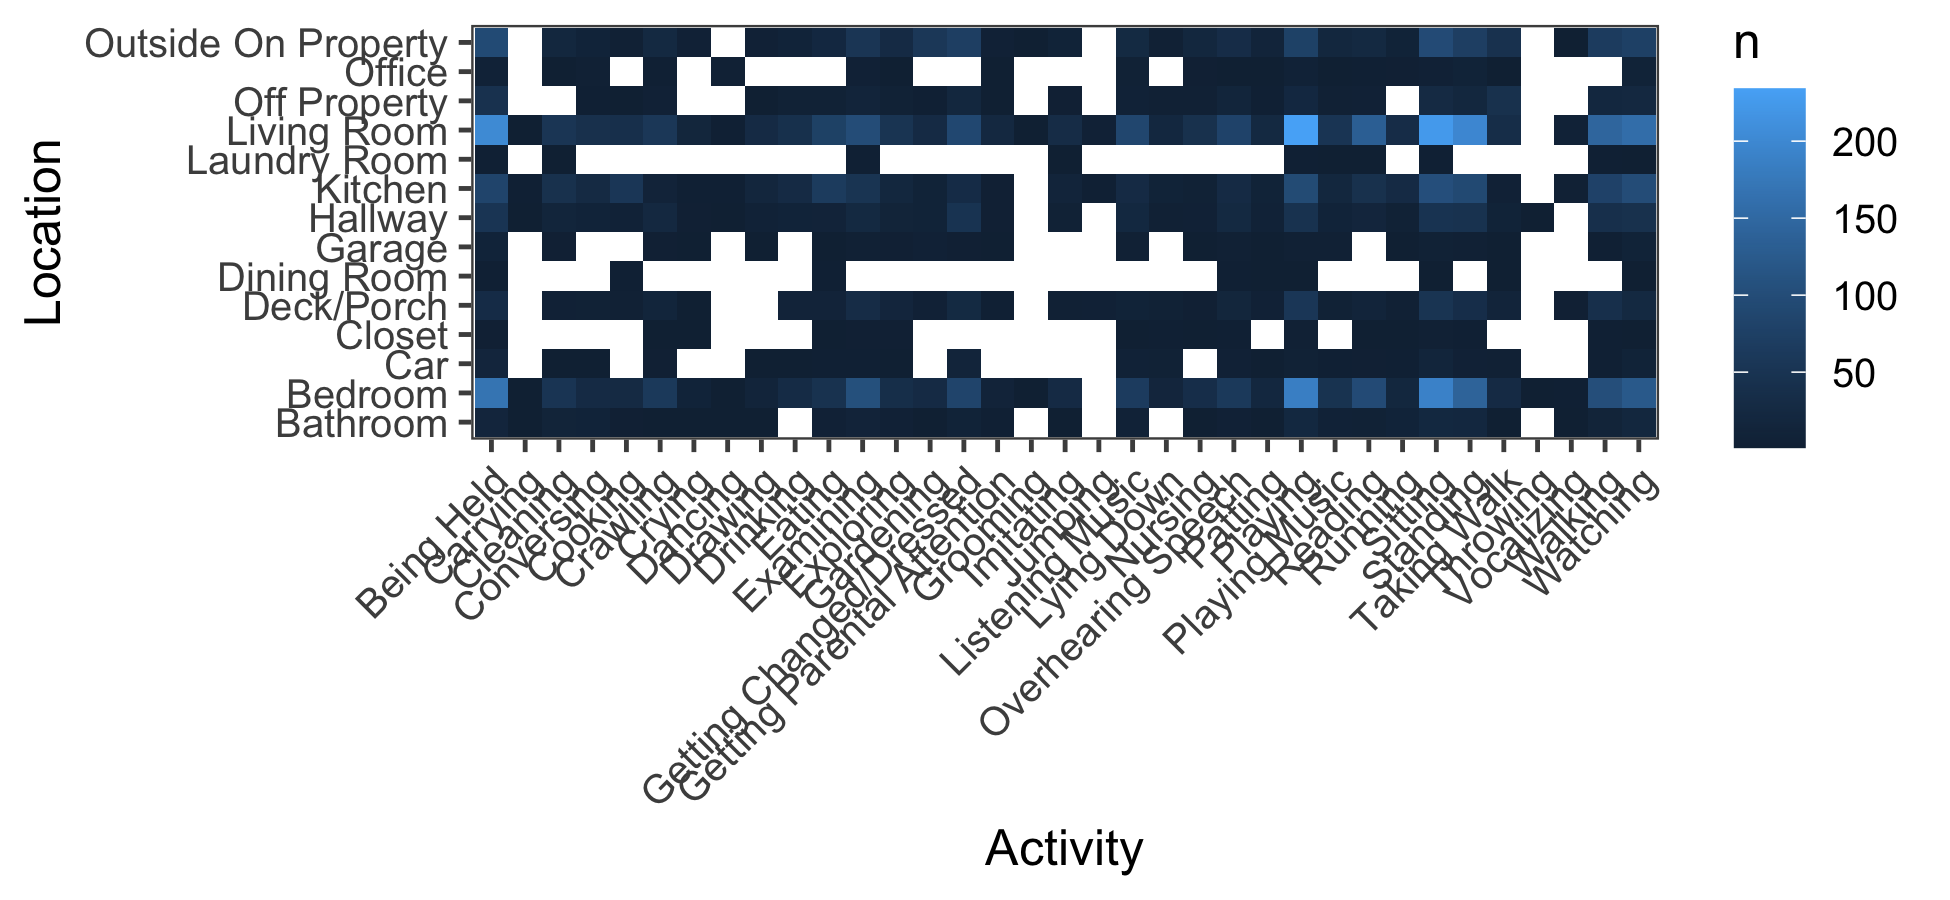 Location
Outside On Property
Office
Off Property
Living Room
Laundry Room
Kitchen
Hallway
Garage
Dining Room
Deck/Porch
Closet
Car
Bedroom
Bathroom
Being Held
Carrying
Cleaning
Conversing
Cooking
Crawling
Crying
Dancing
Drawing
Drinking
Eating
Examining
Exploring
Gardening
Getting Changed/Dressed
Getting Parental Attention
Grooming
Imitating
Jumping
Listening Music
Lying Down
Nursing
Overhearing Speech
Patting
Playing
Playing Music
Reading
Running
Sitting
Standing
Taking Walk
Throwing
Vocalizing
Walking
Watching
Activity
n
200
150
100
50